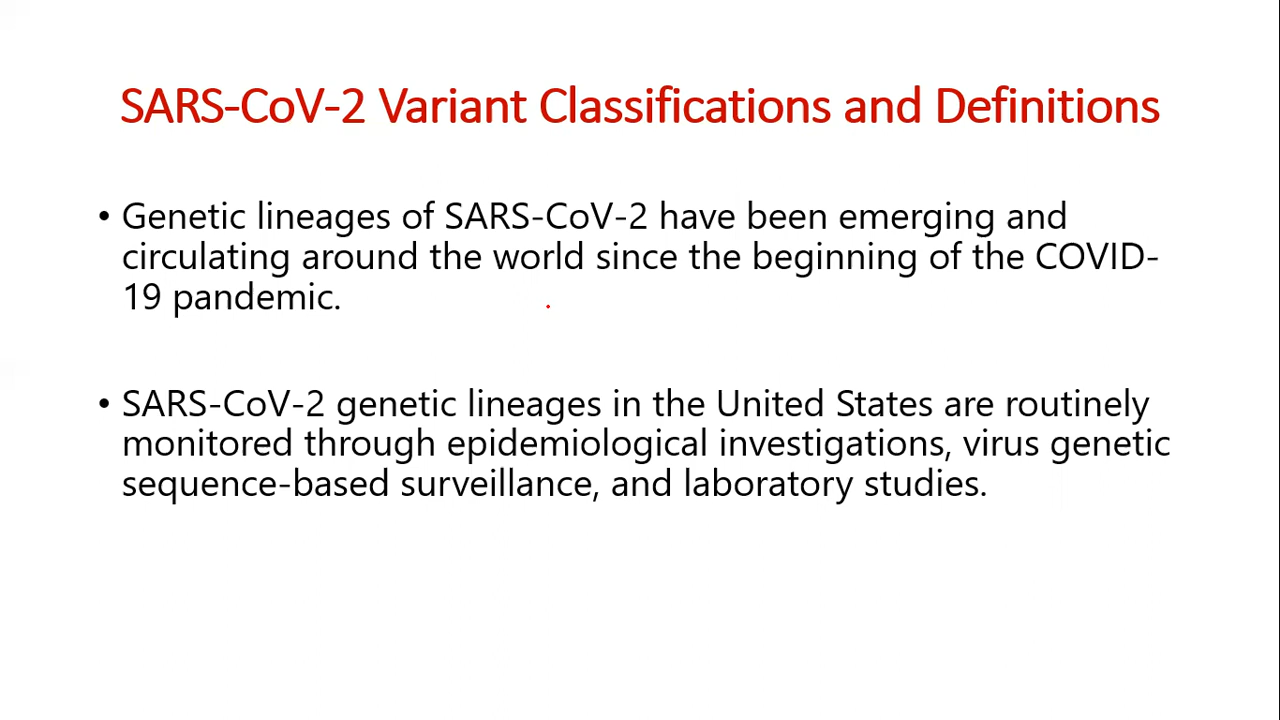 SARS-CoV-2 Variant Classifications and Definitions
• Genetic lineages of SARS-CoV-2 have been emerging and
circulating around the world since the beginning of the COVID-
19 pandemic.
• SARS-CoV-2 genetic lineages in the United States are routinely
monitored through epidemiological investigations, virus genetic
sequence-based surveillance, and laboratory studies.